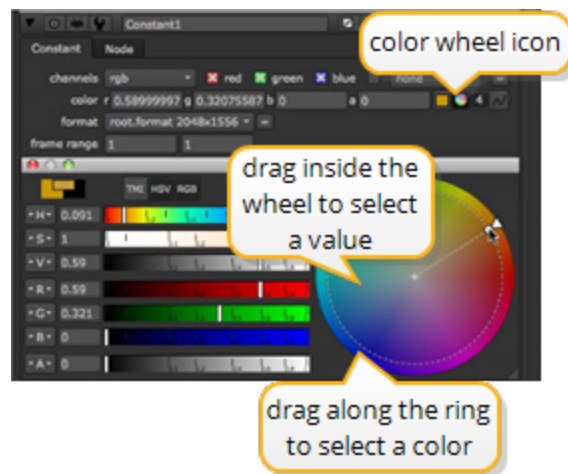 Constant1
color wheel icon
Constant Node
channels rgb red green blue none
color r 0.58999997 g 0.32075587 b 0 a 0 4
format root.format 2048x1556
frame range 1 1
drag inside the
wheel to select
a value
TMI HSV RGB
H 0.091
S 1
V 0.59
R 0.59
G 0.321
B 0
A 0
drag along the ring
to select a color